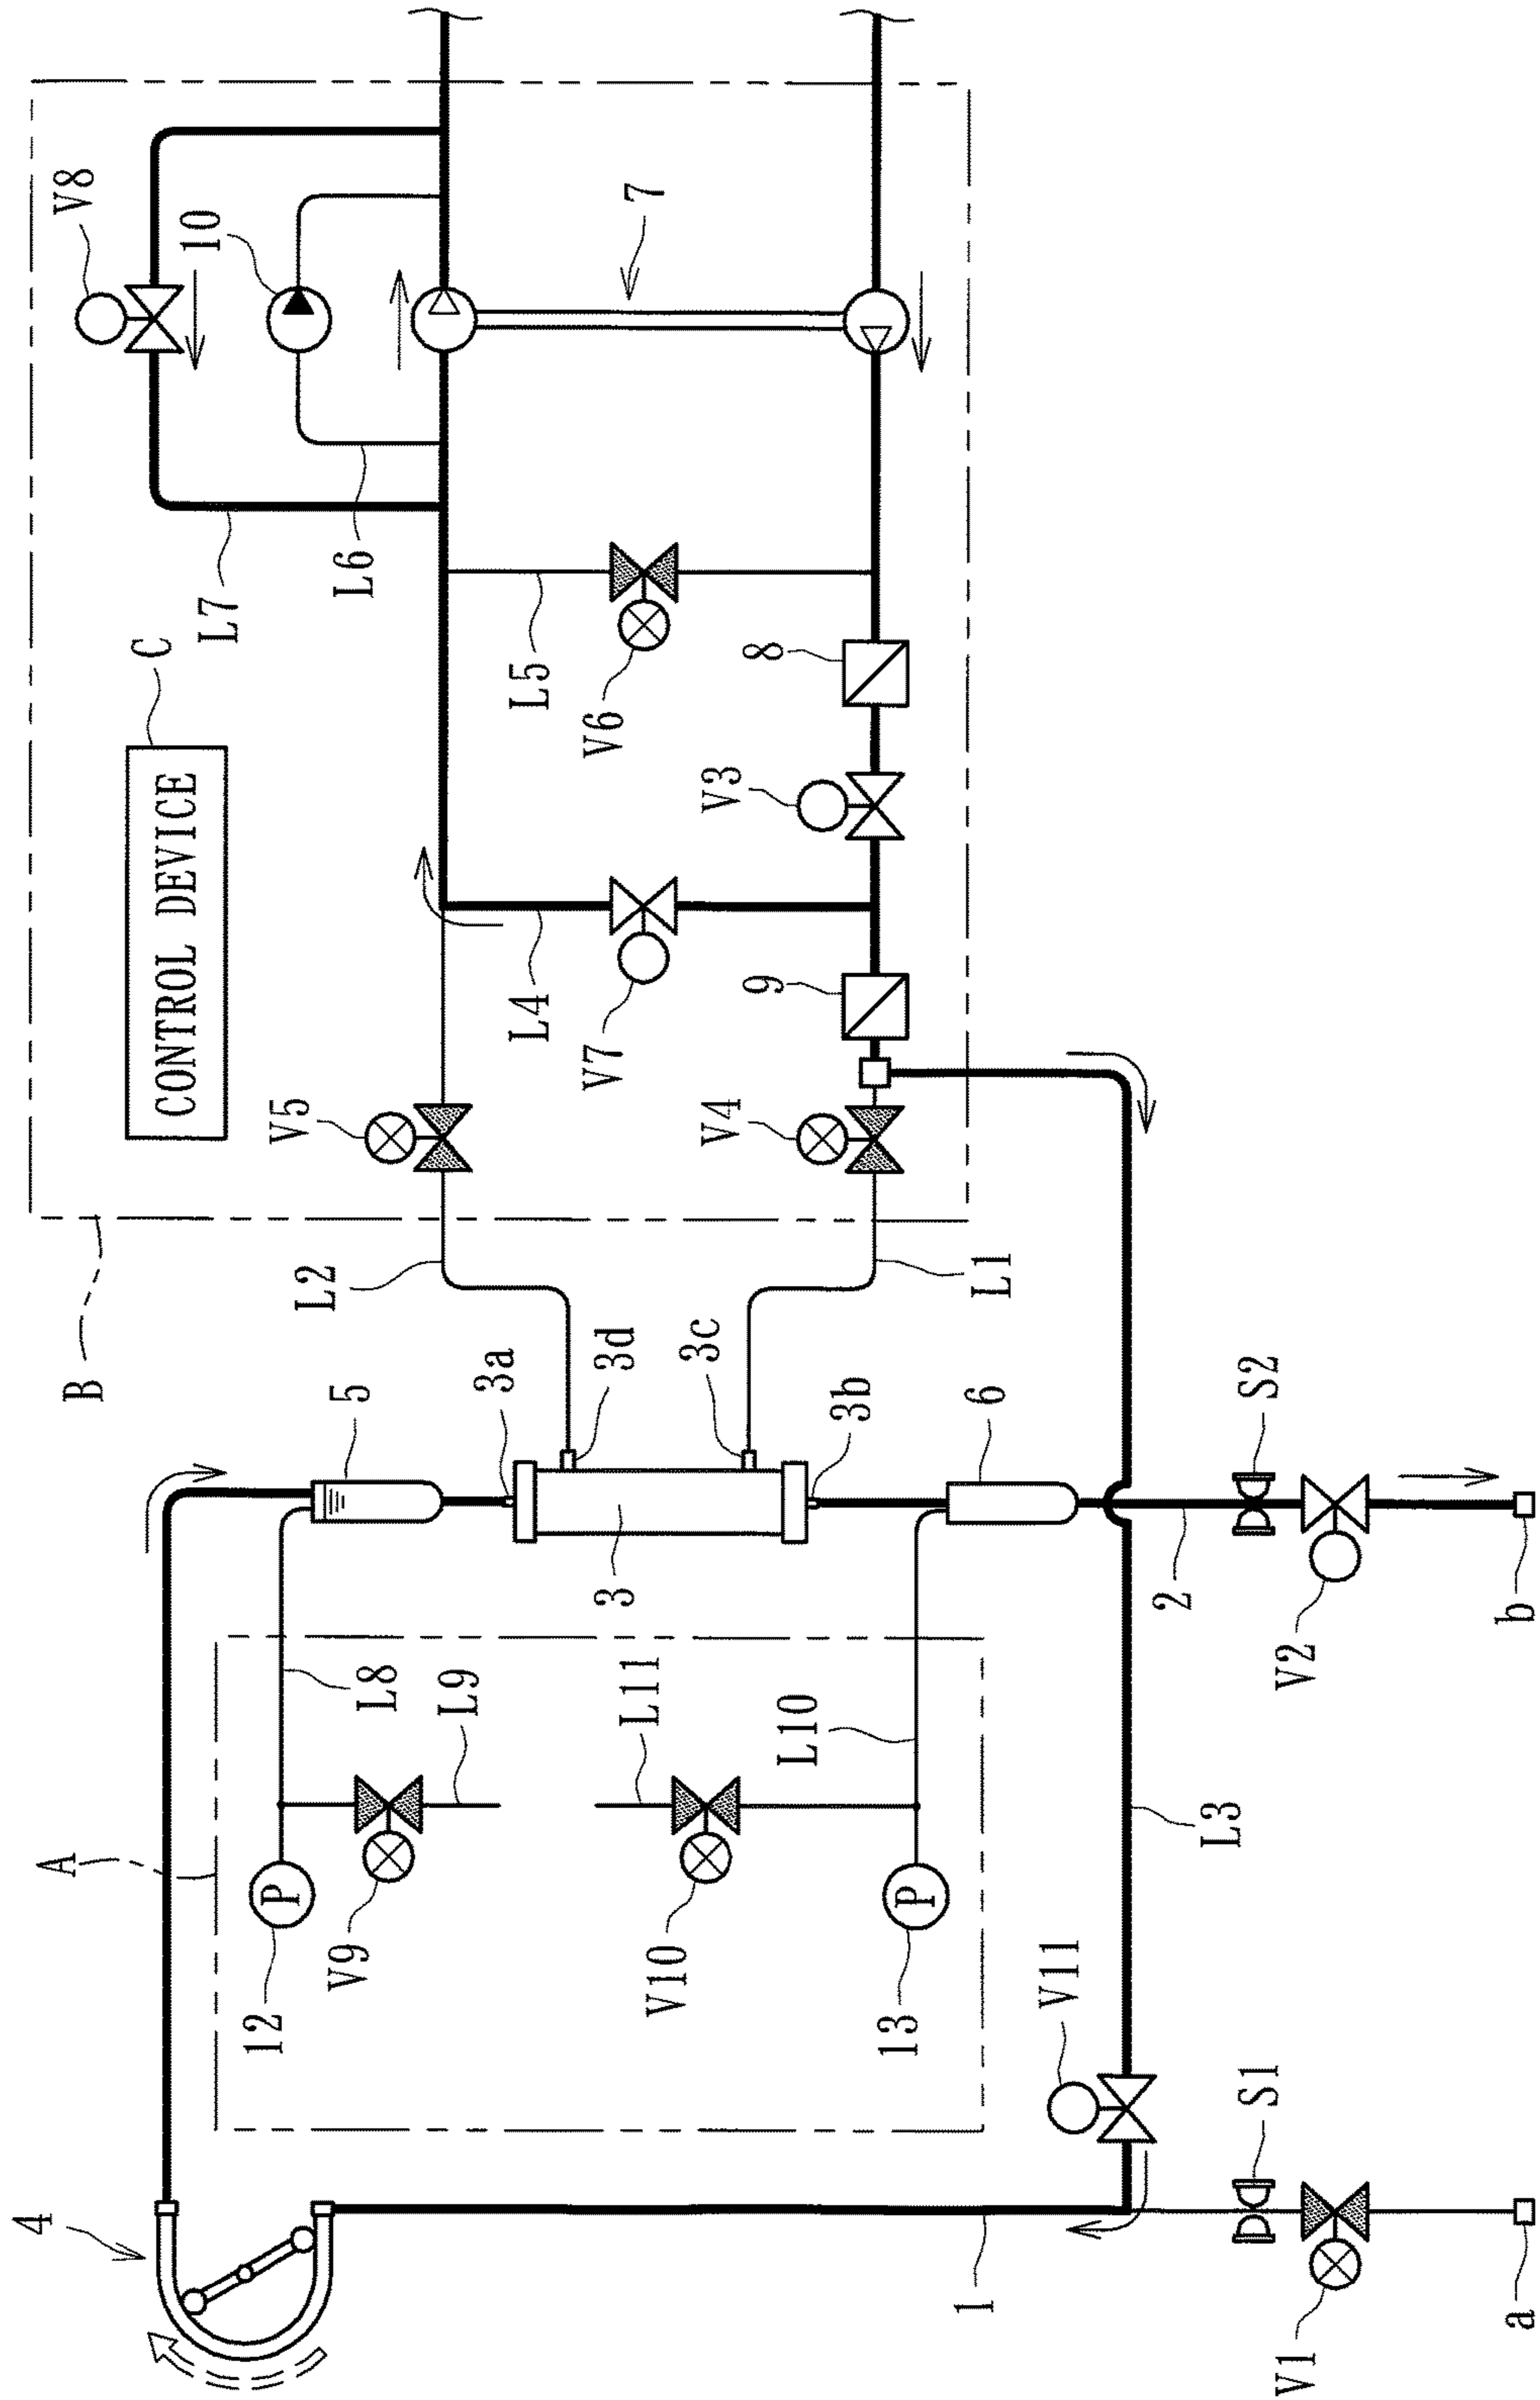 4
A
B
CONTROL DEVICE
C
V8
10
L7
L6
7
12
V9
L8
L9
5
3a
L2
V5
3d
L4
V7
L5
V6
V10
L11
3
3c
13
L10
3b
6
L1
V4
9
V3
8
1
V11
L3
2
V1
S1
V2
S2
a
b
P
P